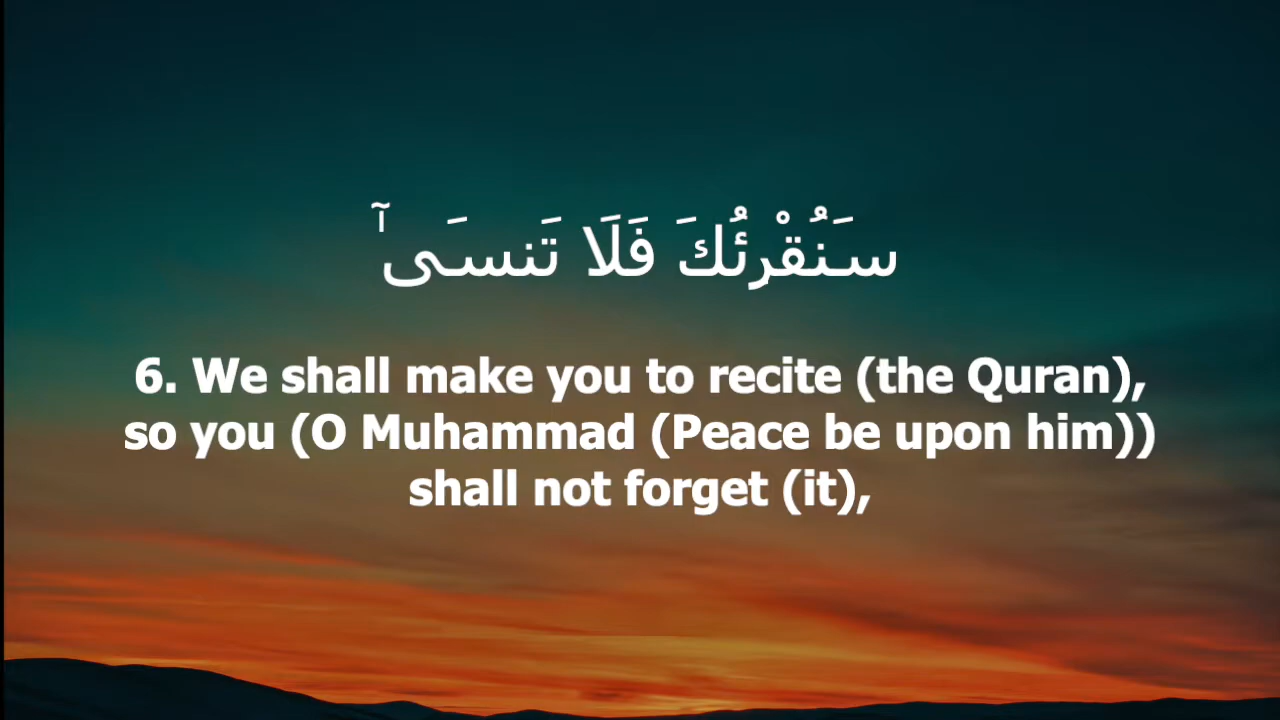 سَنُقْرِئُكَ فَلَا تَنسَىٰٓ
6. We shall make you to recite (the Quran),
so you (O Muhammad (Peace be upon him))
shall not forget (it),